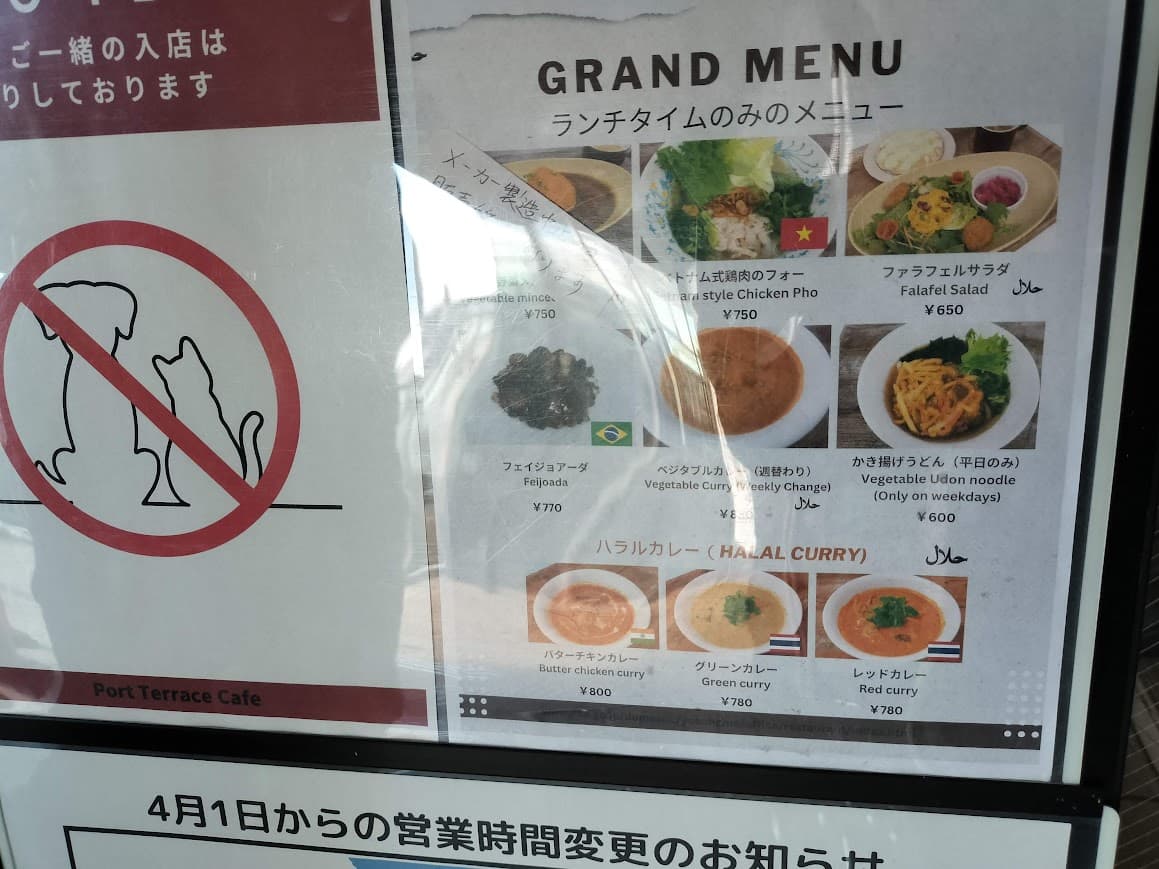 ご一緒の入店は
りしております
Port Terrace Cafe
GRAND MENU
ランチタイムのみのメニュー
メーカー製造
¥750
トナム式鶏肉のフォー
style Chicken Pho
¥750
ファラフェルサラダ
Falafel Salad
حلال
¥650
フェイジョアーダ
Feijoada
¥770
ベジタブルカレー（週替わり）
Vegetable Curry (Weekly Change)
حلال
かき揚げうどん（平日のみ）
Vegetable Udon noodle
(Only on weekdays)
¥600
ハラルカレー（HALAL CURRY)
حلال
バターチキンカレー
Butter chicken curry
¥800
グリーンカレー
Green curry
¥780
レッドカレー
Red curry
¥780
4月1日からの営業時間変更のお知らせ